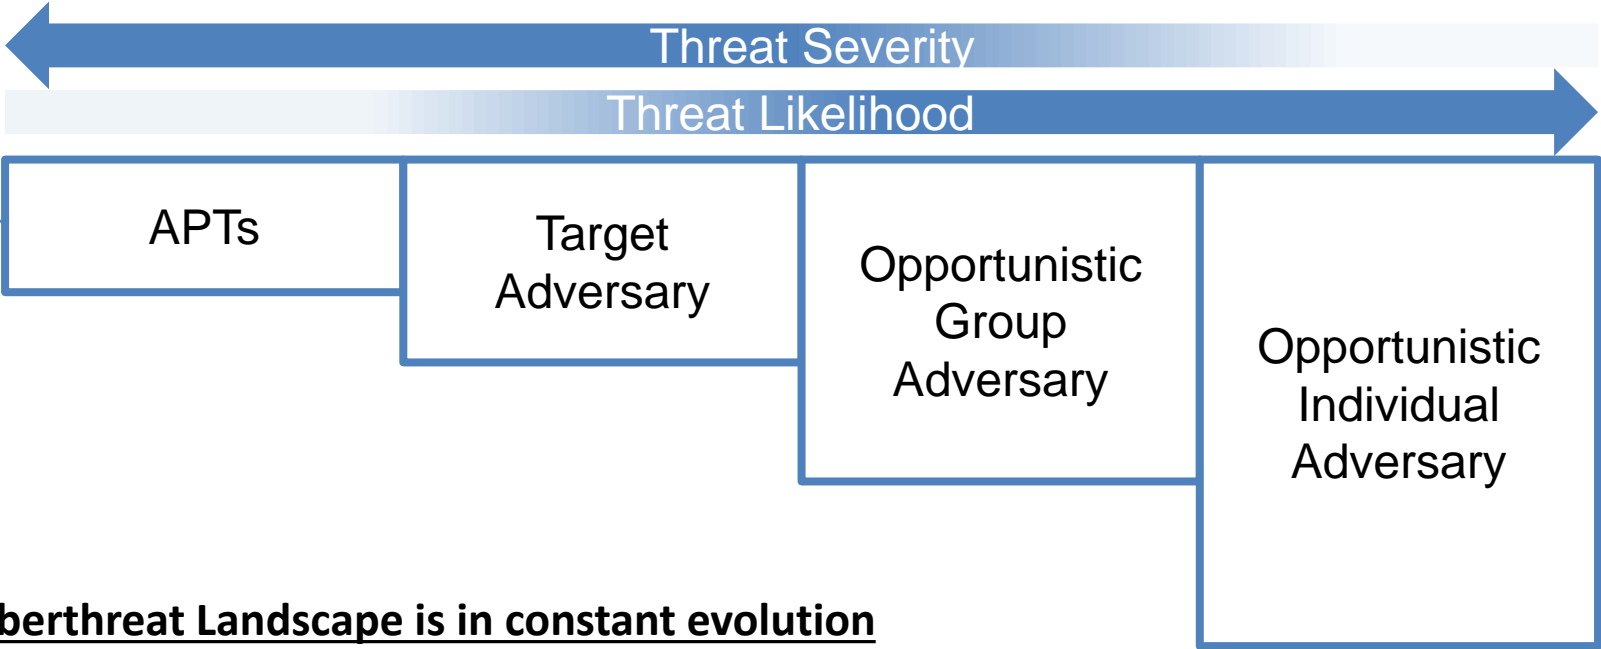 Threat Severity
Threat Likelihood
APTs
Target
Adversary
Opportunistic
Group
Adversary
Opportunistic
Individual
Adversary
berthreat Landscape is in constant evolution